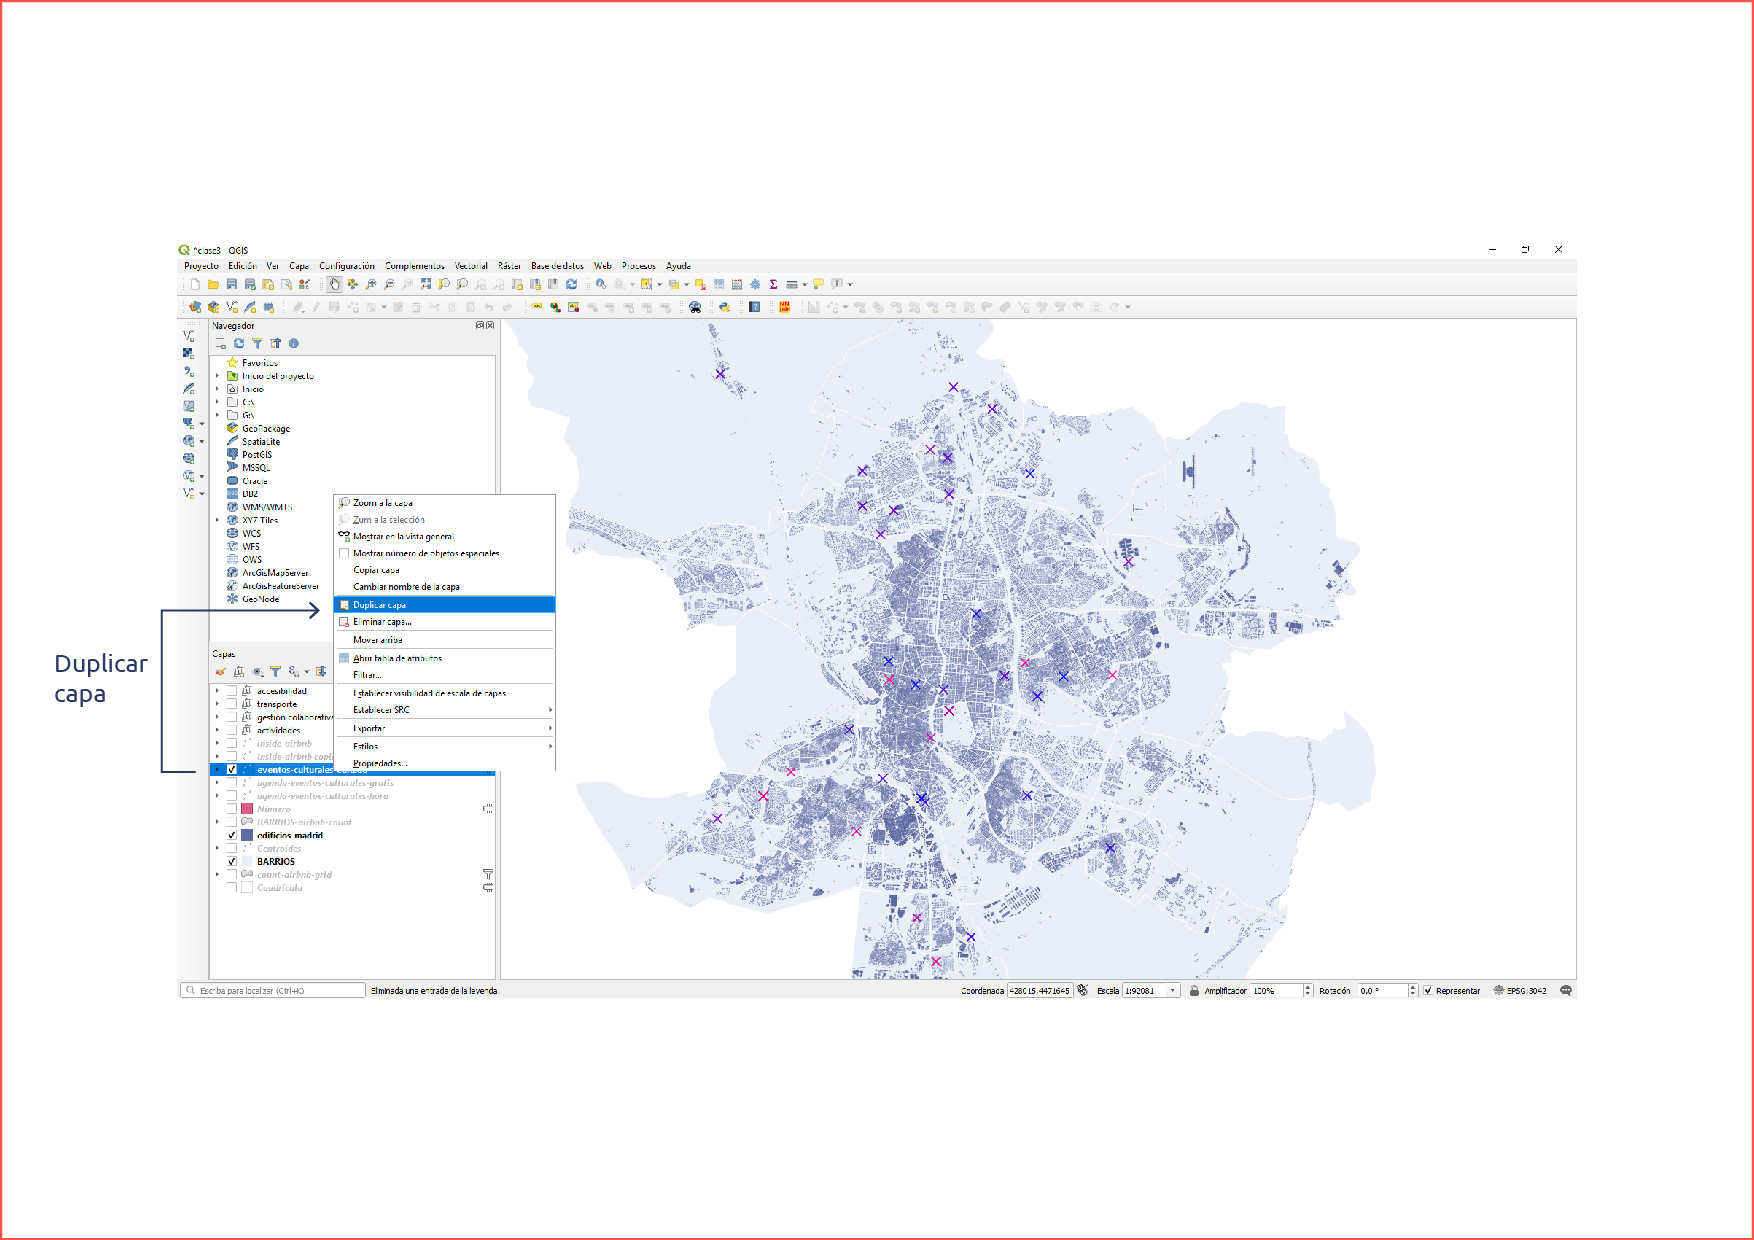 *clase3 - QGIS
Proyecto Edición Ver Capa Configuración Complementos Vectorial Ráster Base de datos Web Procesos Ayuda
Navegador
Favoritos
Inicio del proyecto
Inicio
C:\
G:\
GeoPackage
SpatiaLite
PostGIS
MSSQL
Oracle
DB2
WMS/WMTS
XYZ Tiles
WCS
WFS
OWS
ArcGisMapServer
ArcGisFeatureServer
GeoNode
Zoom a la capa
Zum a la selección
Mostrar en la vista general
Mostrar número de objetos espaciales
Copiar capa
Cambiar nombre de la capa
Duplicar capa
Eliminar capa...
Mover arriba
Abrir tabla de atributos
Filtrar...
Establecer visibilidad de escala de capas
Establecer SRC
Exportar
Estilos
Propiedades...
Duplicar
capa
Capas
accesibilidad
transporte
gestion colaborativa
actividades
inside-airbnb
inside-airbnb copi
eventos-culturales-
agenda-eventos-culturales-gratis
agenda-eventos-culturales-hora
Número
BARRIOS-airbnb-count
edificios_madrid
Centroides
BARRIOS
count-airbnb-grid
Cuadrícula
Escriba para localizar (Ctrl+K) Eliminada una entrada de la leyenda. Coordenada 428015,4471645 Escala 1:92081 Amplificador 100% Rotación 0,0 ° Representar EPSG:3042